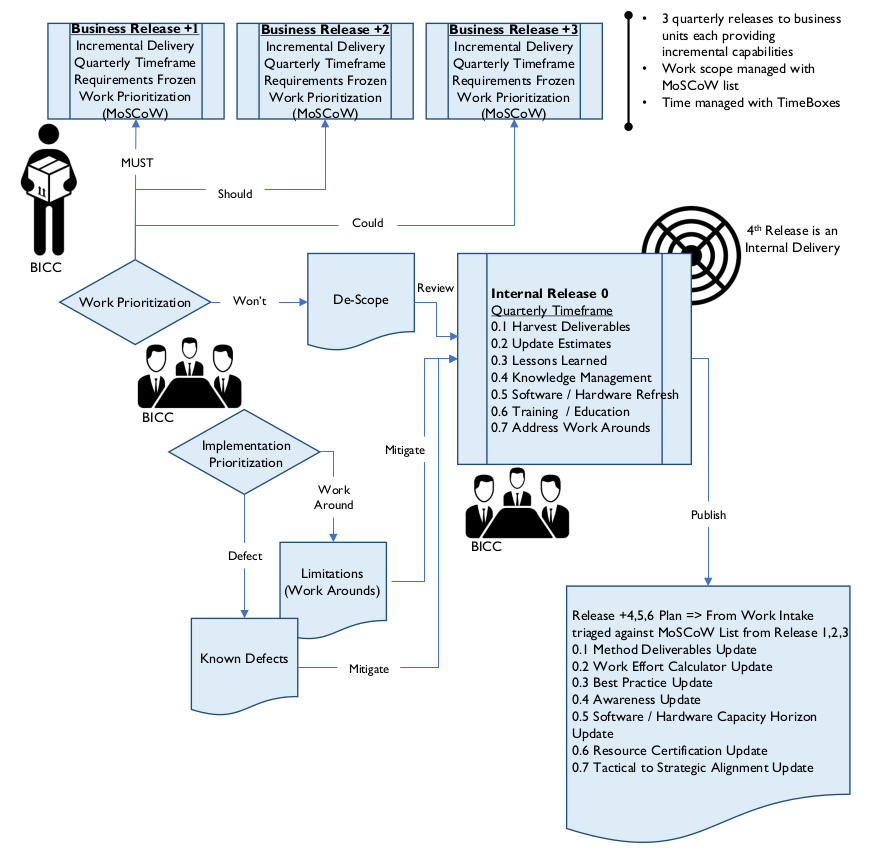 Business Release +1
Incremental Delivery
Quarterly Timeframe
Requirements Frozen
Work Prioritization
(MoSCoW)
Business Release +2
Incremental Delivery
Quarterly Timeframe
Requirements Frozen
Work Prioritization
(MoSCoW)
Business Release +3
Incremental Delivery
Quarterly Timeframe
Requirements Frozen
Work Prioritization
(MoSCoW)
• 3 quarterly releases to business
units each providing
incremental capabilities
• Work scope managed with
MoSCoW list
• Time managed with TimeBoxes
MUST
Should
Could
BICC
4th Release is an
Internal Delivery
Work Prioritization
Won't
De-Scope
Review
Internal Release 0
Quarterly Timeframe
0.1 Harvest Deliverables
0.2 Update Estimates
0.3 Lessons Learned
0.4 Knowledge Management
0.5 Software / Hardware Refresh
0.6 Training / Education
0.7 Address Work Arounds
BICC
Implementation
Prioritization
Mitigate
Work
Around
BICC
Publish
Defect
Limitations
(Work Arounds)
Known Defects
Mitigate
Release +4,5,6 Plan => From Work Intake
triaged against MoSCoW List from Release 1,2,3
0.1 Method Deliverables Update
0.2 Work Effort Calculator Update
0.3 Best Practice Update
0.4 Awareness Update
0.5 Software / Hardware Capacity Horizon
Update
0.6 Resource Certification Update
0.7 Tactical to Strategic Alignment Update